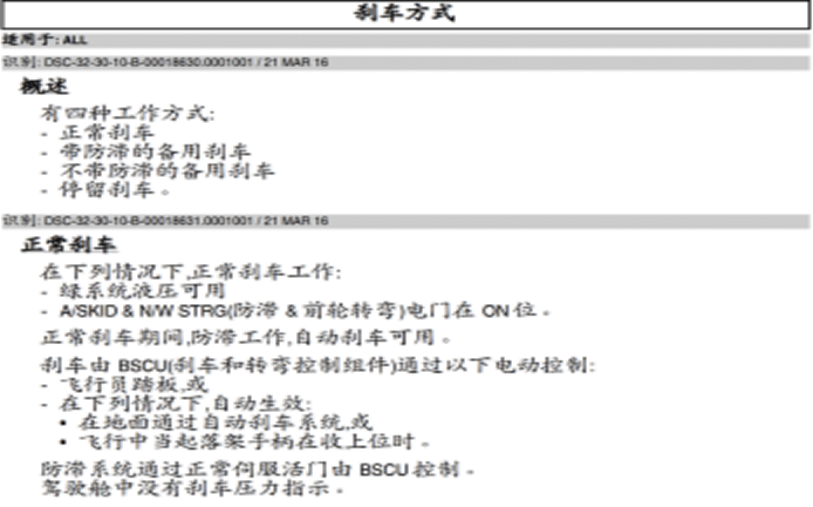 刹车方式
适用于: ALL
识别: DSC-32-30-10-B-00018630.0001001 / 21 MAR 16
概述
有四种工作方式:
- 正常刹车
- 带防滞的备用刹车
- 不带防滞的备用刹车
- 停留刹车。
识别: DSC-32-30-10-B-00018631.0001001 / 21 MAR 16
正常刹车
在下列情况下,正常刹车工作:
- 绿系统液压可用
- A/SKID & N/W STRG(防滞 & 前轮转弯)电门在 ON 位。
正常刹车期间,防滞工作,自动刹车可用。
刹车由 BSCU(刹车和转弯控制组件)通过以下电动控制:
- 飞行员踏板,或
- 在下列情况下,自动生效:
• 在地面通过自动刹车系统,或
• 飞行中当起落架手柄在收上位时。
防滞系统通过正常伺服活门由 BSCU 控制。
驾驶舱中没有刹车压力指示。